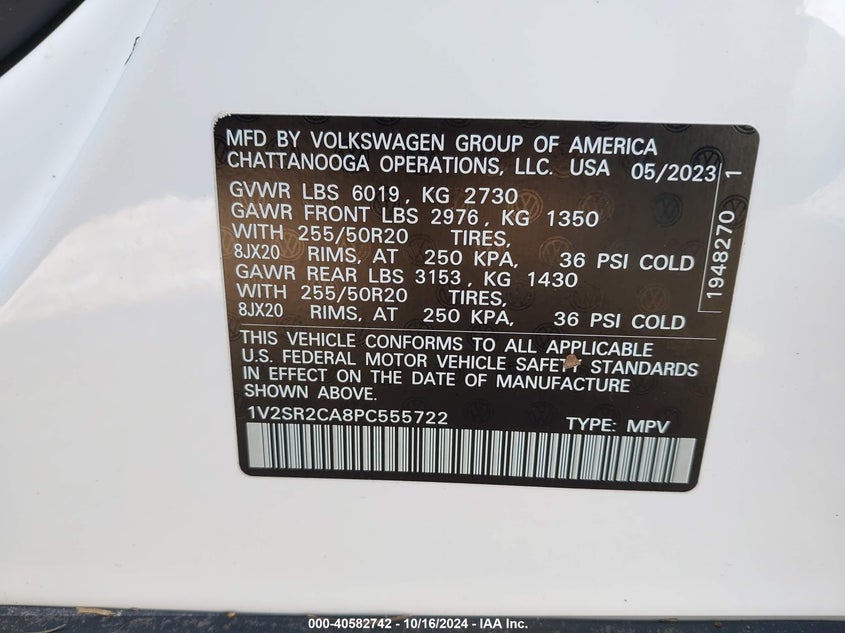 MFD BY VOLKSWAGEN GROUP OF AMERICA
CHATTANOOGA OPERATIONS, LLC. USA 05/2023
GVWR LBS 6019, KG 2730
GAWR FRONT LBS 2976, KG 1350
WITH 255/50R20 TIRES,
8JX20 RIMS, AT 250 KPA, 36 PSI COLD
GAWR REAR LBS 3153, KG 1430
WITH 255/50R20 TIRES,
8JX20 RIMS, AT 250 KPA, 36 PSI COLD
1948270 1
THIS VEHICLE CONFORMS TO ALL APPLICABLE
U.S. FEDERAL MOTOR VEHICLE SAFETY STANDARDS
IN EFFECT ON THE DATE OF MANUFACTURE
SHOWN ABOVE.
1V2SR2CA8PC555722 TYPE: MPV
000-40582742 - 10/16/2024 - IAA Inc.